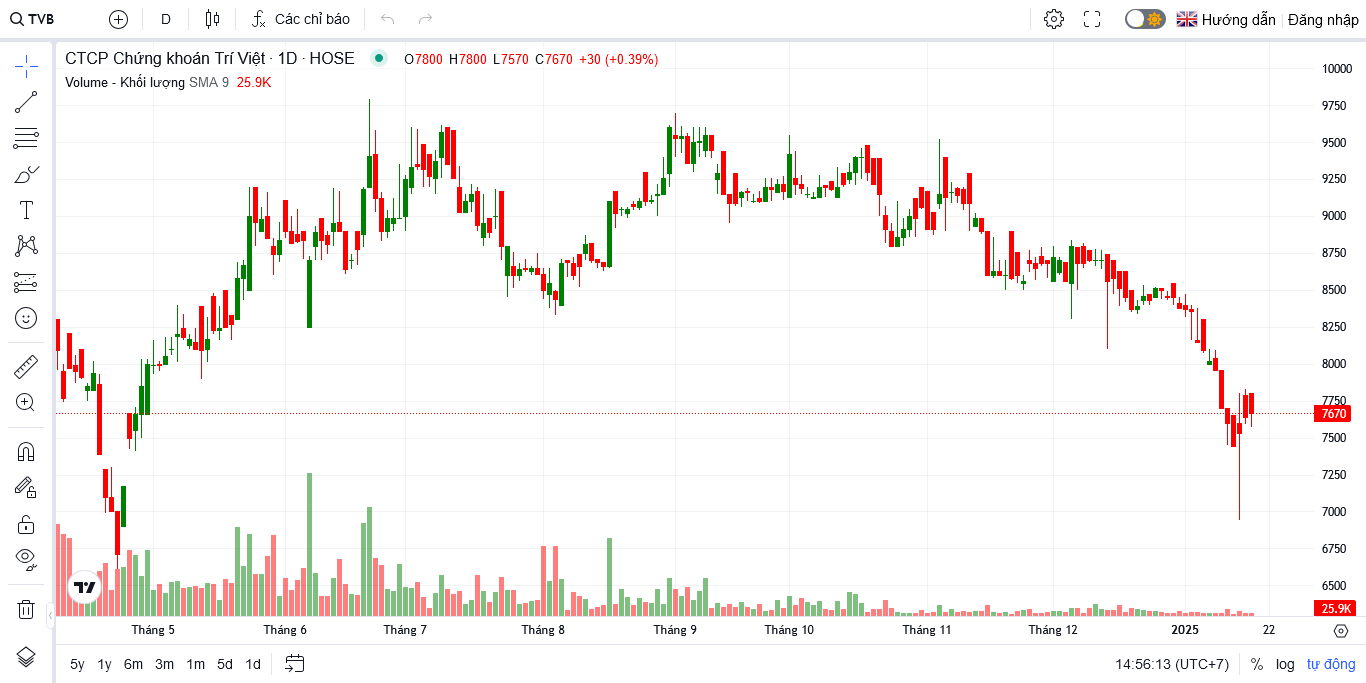 TVB D Các chỉ báo Hướng dẫn Đăng nhập
CTCP Chứng khoán Trí Việt · 1D · HOSE O7800 H7800 L7570 C7670 +30 (+0.39%)
Volume - Khối lượng SMA 9 25.9K
10000
9750
9500
9250
9000
8750
8500
8250
8000
7750
7670
7500
7250
7000
6750
6500
25.9K
Tháng 5 Tháng 6 Tháng 7 Tháng 8 Tháng 9 Tháng 10 Tháng 11 Tháng 12 2025 22
5y 1y 6m 3m 1m 5d 1d 14:56:13 (UTC+7) % log tự động